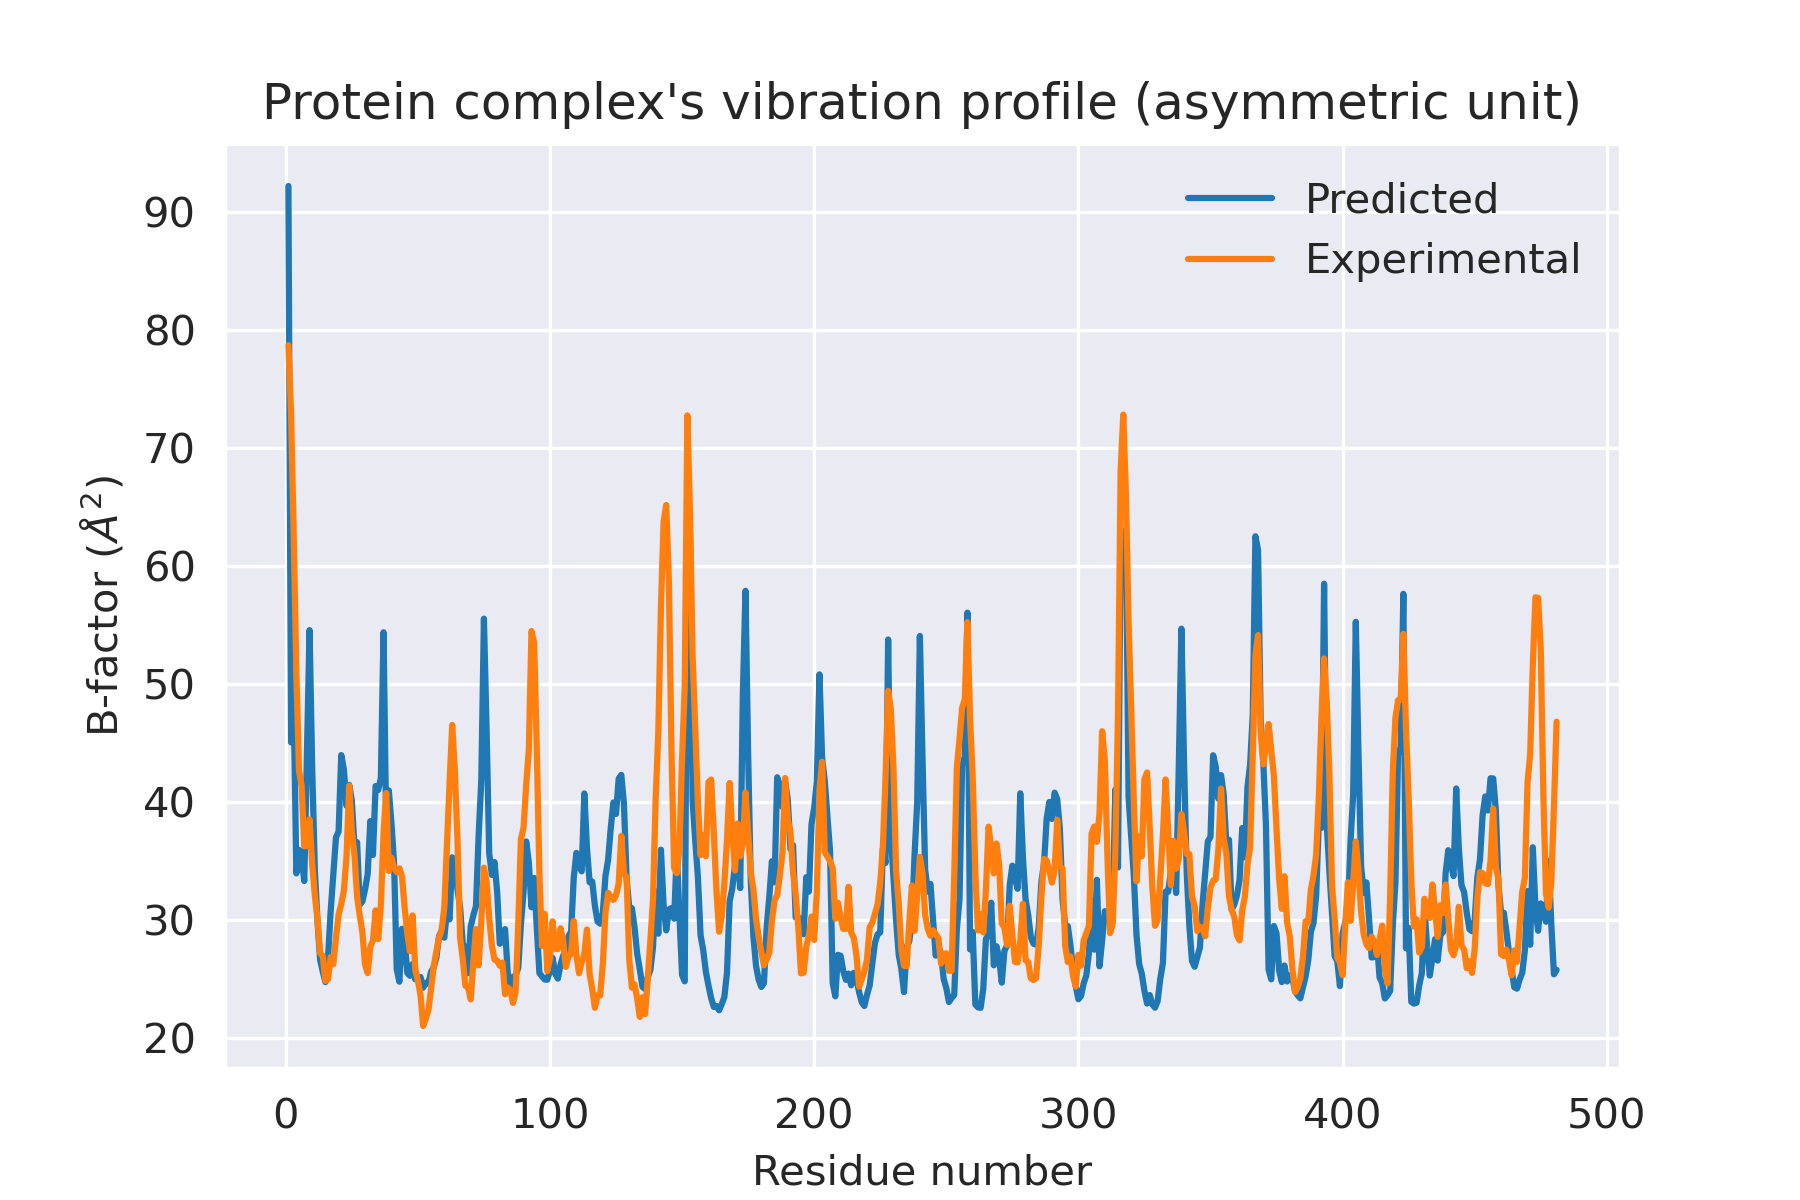 Protein complex's vibration profile (asymmetric unit)
Predicted
Experimental
90
80
70
60
50
40
30
20
B-factor (Å²)
0 100 200 300 400 500
Residue number